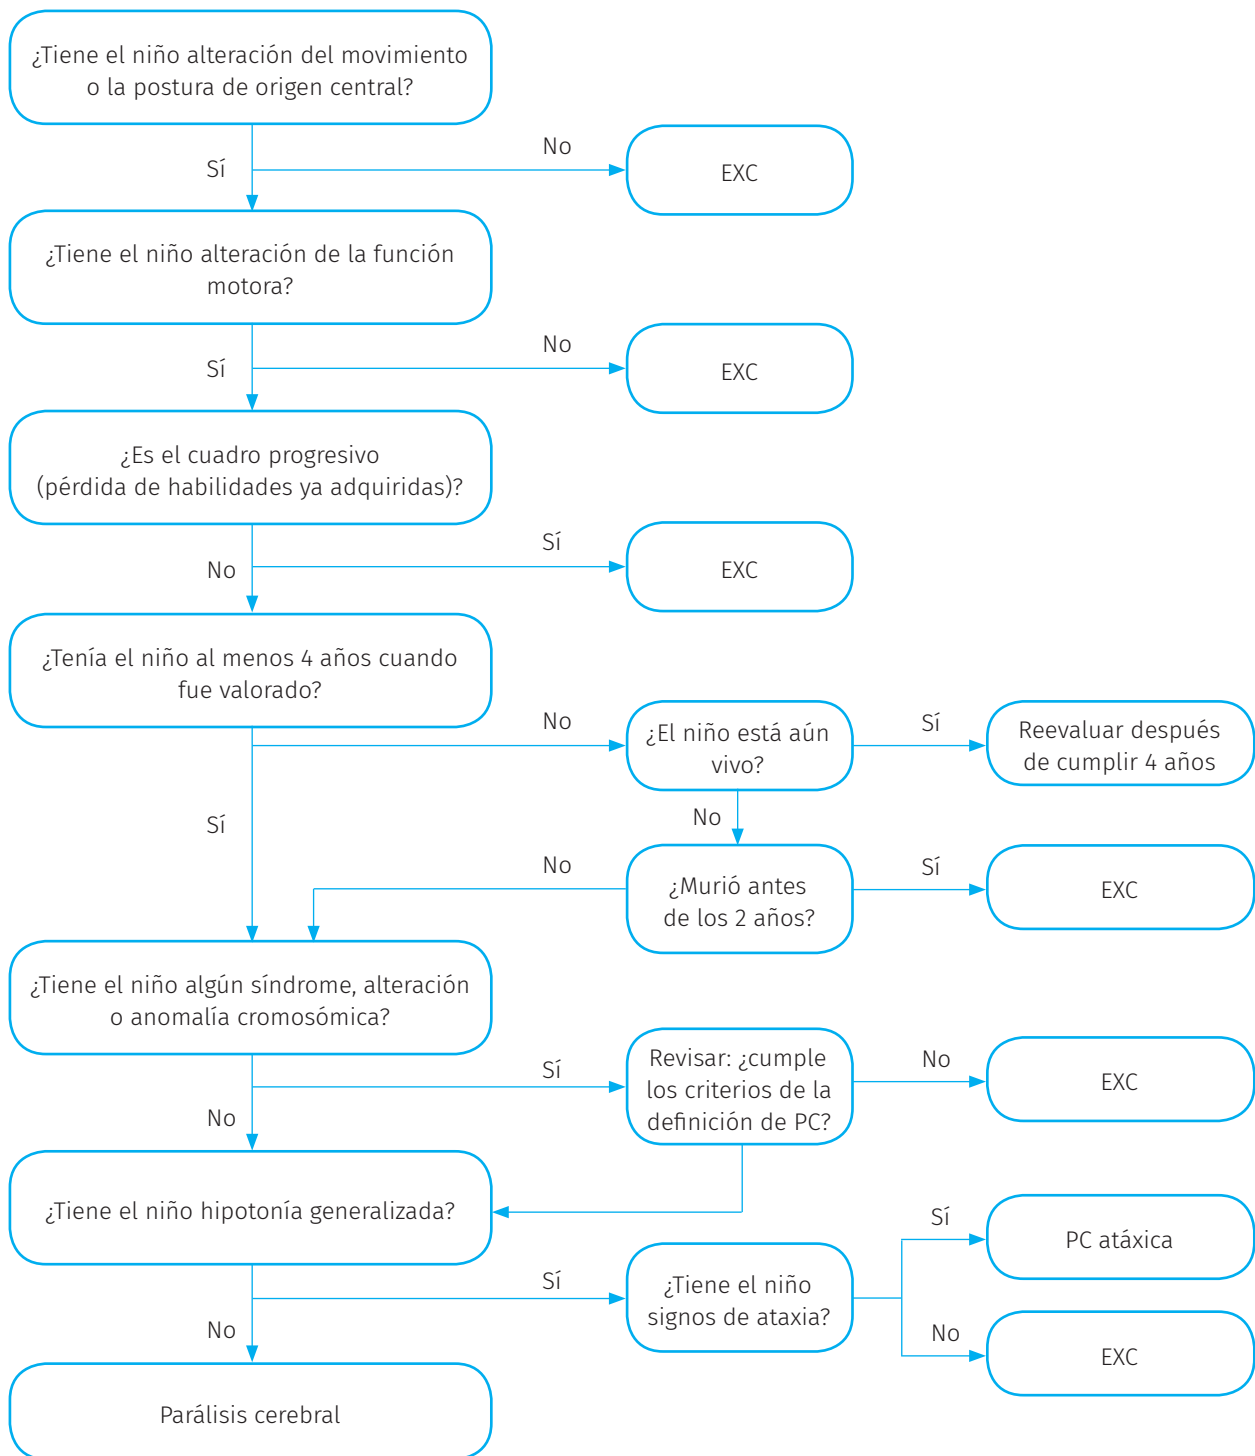 ¿Tiene el niño alteración del movimiento
o la postura de origen central?
No
Sí
EXC
¿Tiene el niño alteración de la función
motora?
No
Sí
EXC
¿Es el cuadro progresivo
(pérdida de habilidades ya adquiridas)?
Sí
No
EXC
¿Tenía el niño al menos 4 años cuando
fue valorado?
No
¿El niño está aún
vivo?
Sí
Reevaluar después
de cumplir 4 años
No
Sí
No
¿Murió antes
de los 2 años?
Sí
EXC
¿Tiene el niño algún síndrome, alteración
o anomalía cromosómica?
Sí
Revisar: ¿cumple
los criterios de la
definición de PC?
No
EXC
No
¿Tiene el niño hipotonía generalizada?
Sí
¿Tiene el niño
signos de ataxia?
Sí
PC atáxica
No
EXC
No
Parálisis cerebral